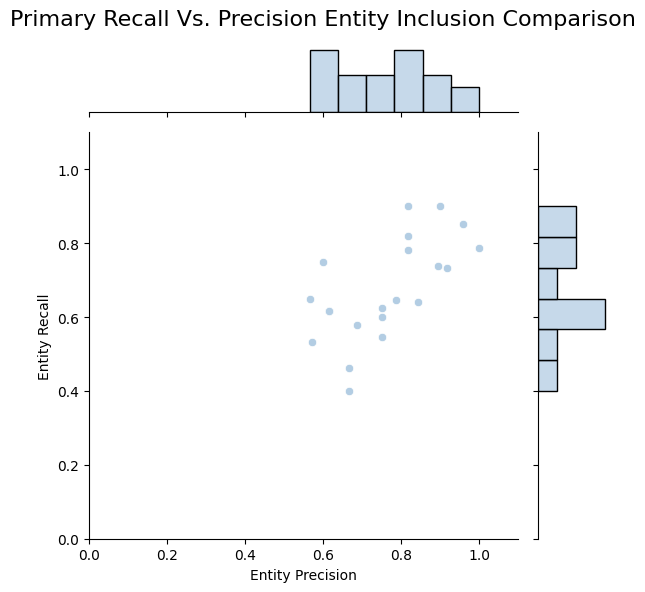 Primary Recall Vs. Precision Entity Inclusion Comparison
1.0
0.8
0.6
0.4
0.2
0.0
Entity Recall
0.0 0.2 0.4 0.6 0.8 1.0
Entity Precision